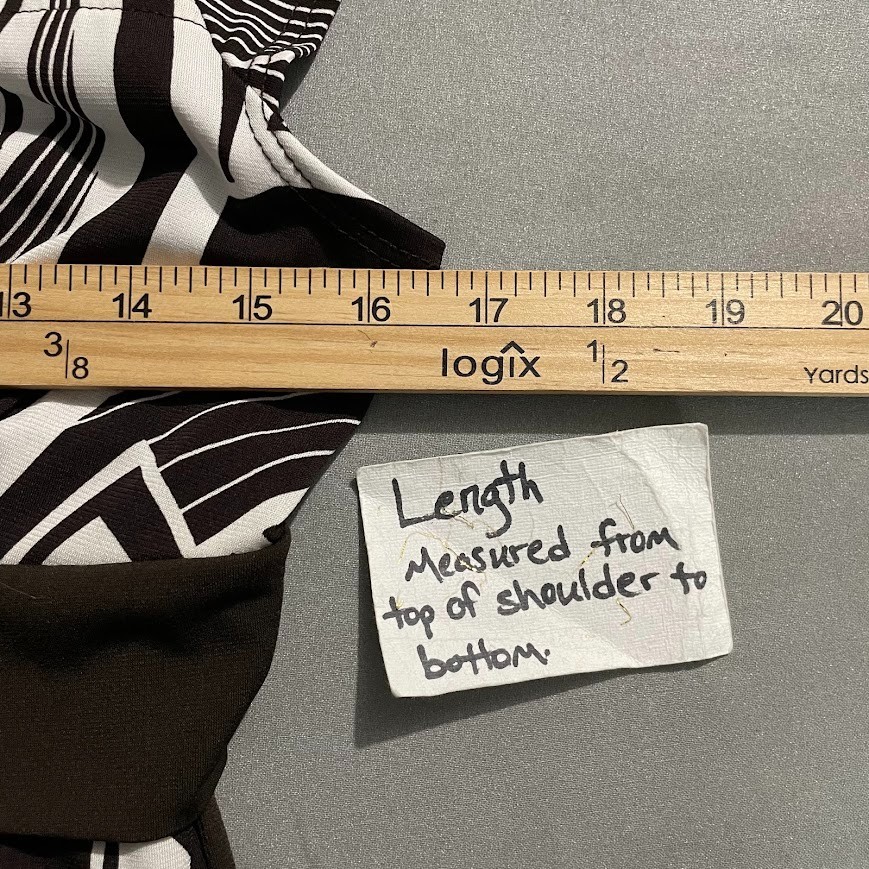 13 14 15 16 17 18 19 20
3/8 logix 1/2 Yards
Length
Measured from
top of shoulder to
bottom.